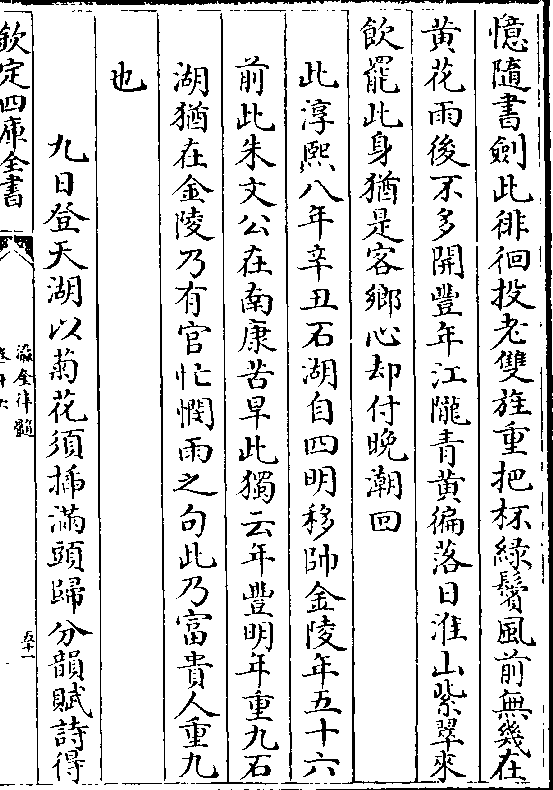 憶隨書劍此徘徊投老雙旌重把杯綠鬢風前無幾在
黄花雨後不多開豐年江隴青黄徧落日淮山紫翠來
飲罷此身猶是客鄉心却付晩潮回
此淳熙八年辛丑石湖自四明移帥金陵年五十六
前此朱文公在南康苦旱此獨云年豐明年重九石
湖猶在金陵乃有官忙憫雨之句此乃富貴人重九
也
九日登天湖以菊花須揷滿頭歸分韻賦詩得
欽定四庫全書
瀛奎律髓
卷十六
五十一